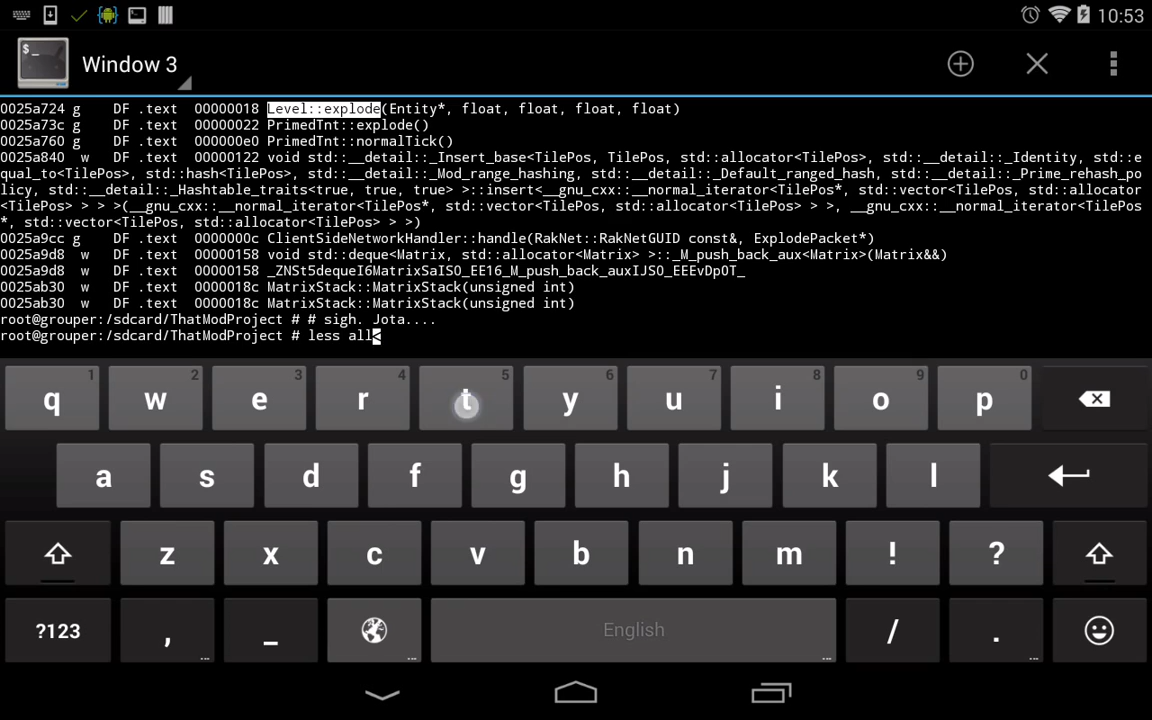 10:53
$_
Window 3
0025a724 g    DF .text  00000018 Level::explode(Entity*, float, float, float, float)
0025a73c g    DF .text  00000022 PrimedTnt::explode()
0025a760 g    DF .text  000000e0 PrimedTnt::normalTick()
0025a840  w   DF .text  00000122 void std::__detail::_Insert_base<TilePos, TilePos, std::allocator<TilePos>, std::__detail::_Identity, std::e
qual_to<TilePos>, std::hash<TilePos>, std::__detail::_Mod_range_hashing, std::__detail::_Default_ranged_hash, std::__detail::_Prime_rehash_po
licy, std::__detail::_Hashtable_traits<true, true, true> >::insert<__gnu_cxx::__normal_iterator<TilePos*, std::vector<TilePos, std::allocator
<TilePos> > > >(__gnu_cxx::__normal_iterator<TilePos*, std::vector<TilePos, std::allocator<TilePos> > >, __gnu_cxx::__normal_iterator<TilePos
*, std::vector<TilePos, std::allocator<TilePos> > >)
0025a9cc g    DF .text  0000000c ClientSideNetworkHandler::handle(RakNet::RakNetGUID const&, ExplodePacket*)
0025a9d8  w   DF .text  00000158 void std::deque<Matrix, std::allocator<Matrix> >::_M_push_back_aux<Matrix>(Matrix&&)
0025a9d8  w   DF .text  00000158 _ZNSt5dequeI6MatrixSaIS0_EE16_M_push_back_auxIJS0_EEEvDpOT_
0025ab30  w   DF .text  0000018c MatrixStack::MatrixStack(unsigned int)
0025ab30  w   DF .text  0000018c MatrixStack::MatrixStack(unsigned int)
root@grouper:/sdcard/ThatModProject # # sigh. Jota....
root@grouper:/sdcard/ThatModProject # less all<
q 1 w 2 e 3 r 4 t 5 y 6 u 7 i 8 o 9 p 0
a s d f g h j k l
z x c v b n m ! ?
?123 , _ English / .